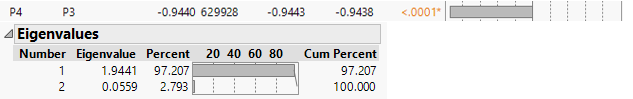 P4 P3 -0.9440 629928 -0.9443 -0.9438 <.0001*
Eigenvalues
Number Eigenvalue Percent 20 40 60 80 Cum Percent
1 1.9441 97.207 97.207
2 0.0559 2.793 100.000